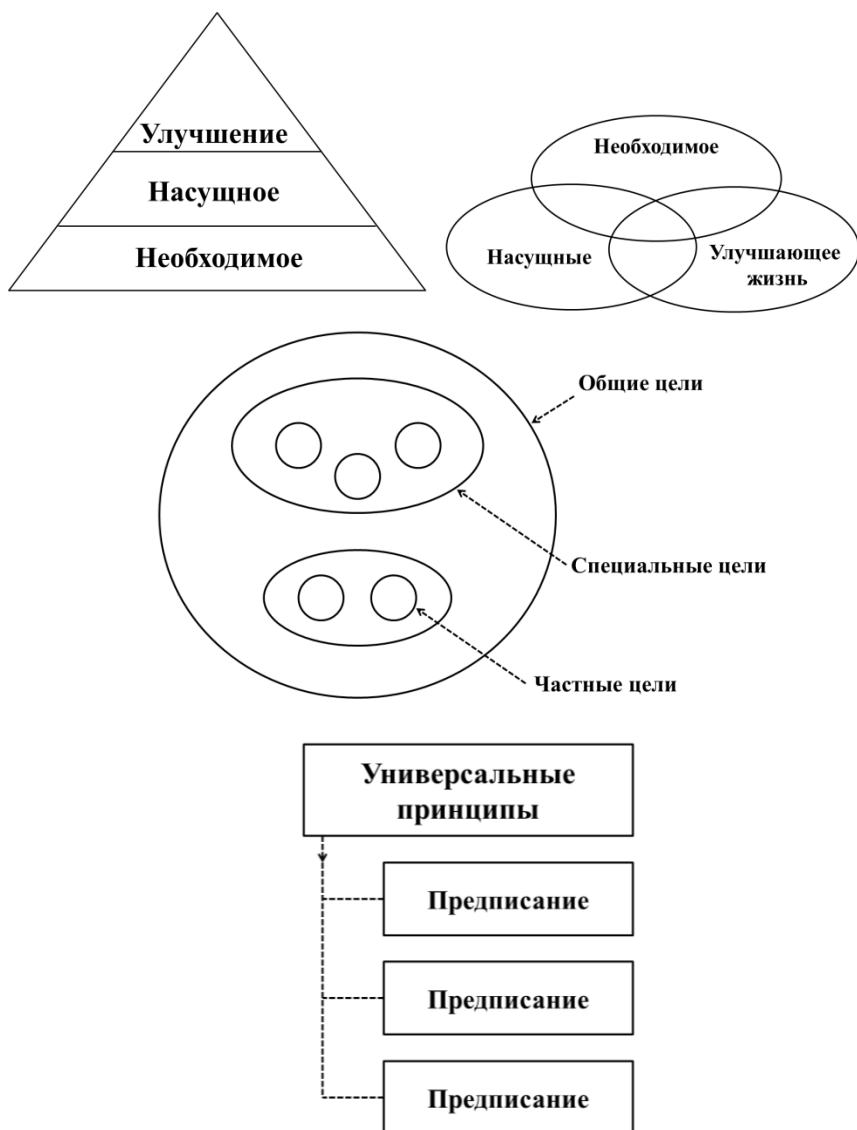 Улучшение
Насущное
Необходимое
Необходимое
Насущные
Улучшающее
жизнь
Общие цели
Специальные цели
Частные цели
Универсальные
принципы
Предписание
Предписание
Предписание